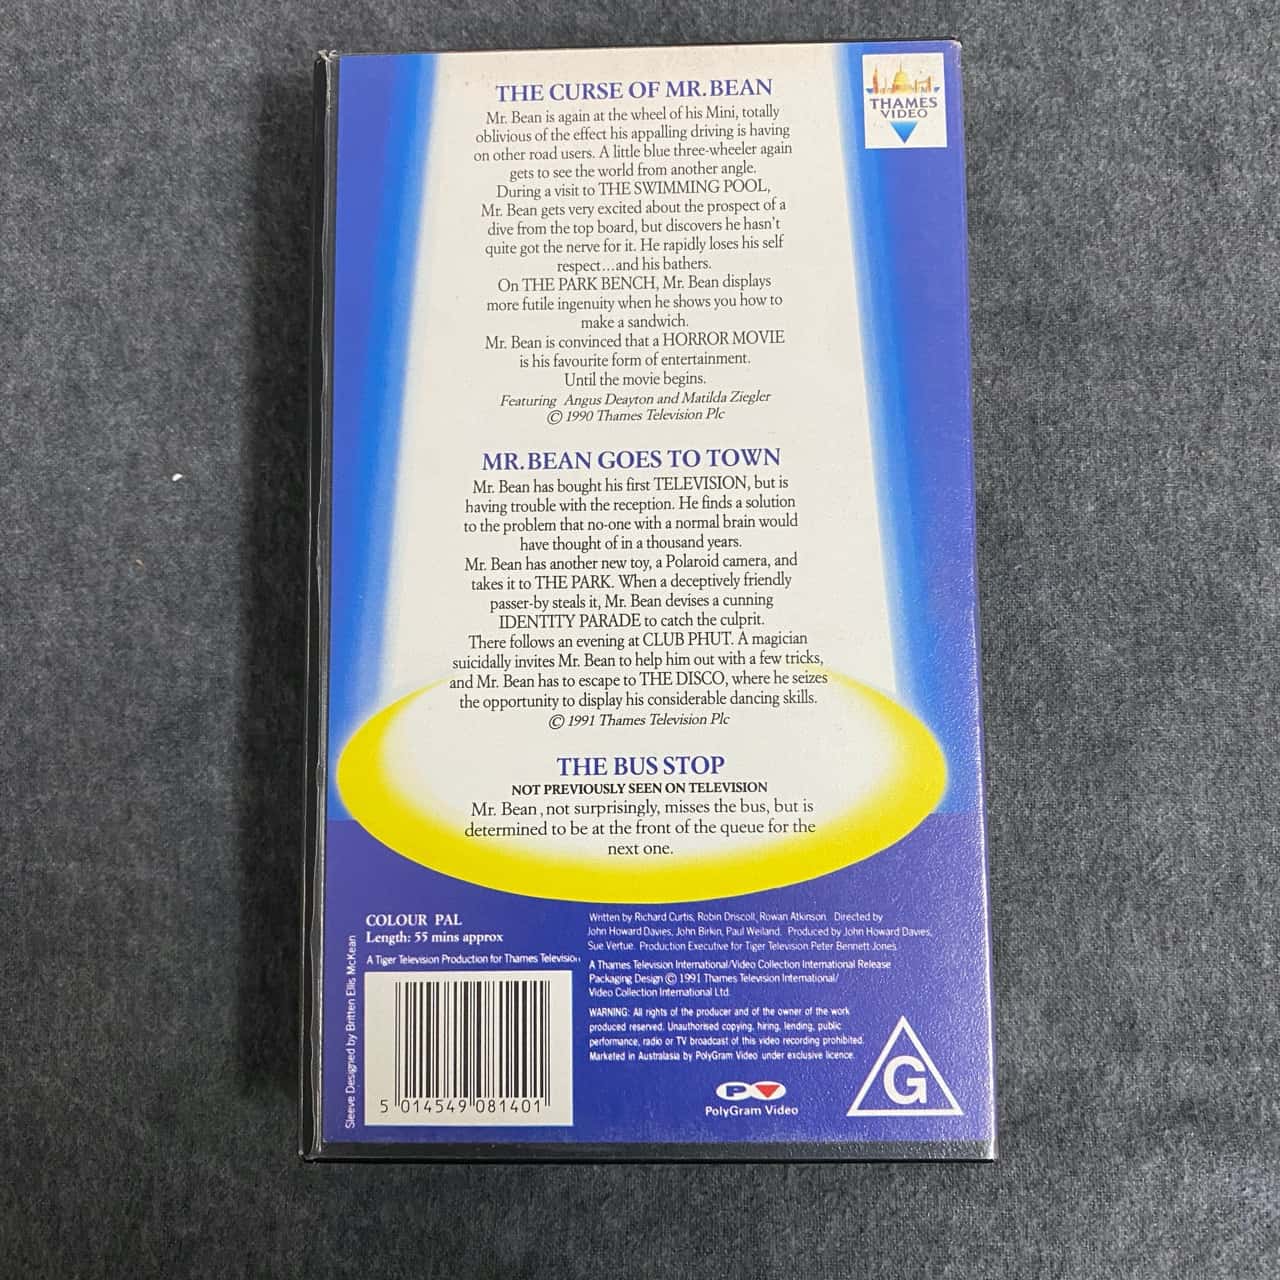 THE CURSE OF MR. BEAN
Mr. Bean is again at the wheel of his Mini, totally
oblivious of the effect his appalling driving is having
on other road users. A little blue three-wheeler again
gets to see the world from another angle.
During a visit to THE SWIMMING POOL,
Mr. Bean gets very excited about the prospect of a
dive from the top board, but discovers he hasn't
quite got the nerve for it. He rapidly loses his self
respect...and his bathers.
On THE PARK BENCH, Mr. Bean displays
more futile ingenuity when he shows you how to
make a sandwich.
Mr. Bean is convinced that a HORROR MOVIE
is his favourite form of entertainment.
Until the movie begins.
Featuring Angus Deayton and Matilda Ziegler
© 1990 Thames Television Plc
THAMES
VIDEO
MR. BEAN GOES TO TOWN
Mr. Bean has bought his first TELEVISION, but is
having trouble with the reception. He finds a solution
to the problem that no-one with a normal brain would
have thought of in a thousand years.
Mr. Bean has another new toy, a Polaroid camera, and
takes it to THE PARK. When a deceptively friendly
passer-by steals it, Mr. Bean devises a cunning
IDENTITY PARADE to catch the culprit.
There follows an evening at CLUB PHUT. A magician
suicidally invites Mr. Bean to help him out with a few tricks,
and Mr. Bean has to escape to THE DISCO, where he seizes
the opportunity to display his considerable dancing skills.
© 1991 Thames Television Plc
THE BUS STOP
NOT PREVIOUSLY SEEN ON TELEVISION
Mr. Bean, not surprisingly, misses the bus, but is
determined to be at the front of the queue for the
next one.
COLOUR PAL
Length: 55 mins approx
A Tiger Television Production for Thames Television
Sleeve Designed by Britten Ellis McKean
5 014549 081401
Written by Richard Curtis, Robin Driscoll, Rowan Atkinson. Directed by
John Howard Davies, John Birkin, Paul Weiland. Produced by John Howard Davies,
Sue Vertue. Production Executive for Tiger Television Peter Bennett Jones.
A Thames Television International/Video Collection International Release
Packaging Design © 1991 Thames Television International/
Video Collection International Ltd.
WARNING: All rights of the producer and of the owner of the work
produced reserved. Unauthorised copying, hiring, lending, public
performance, radio or TV broadcast of this video recording prohibited.
Marketed in Australasia by PolyGram Video under exclusive licence.
PV
PolyGram Video
G